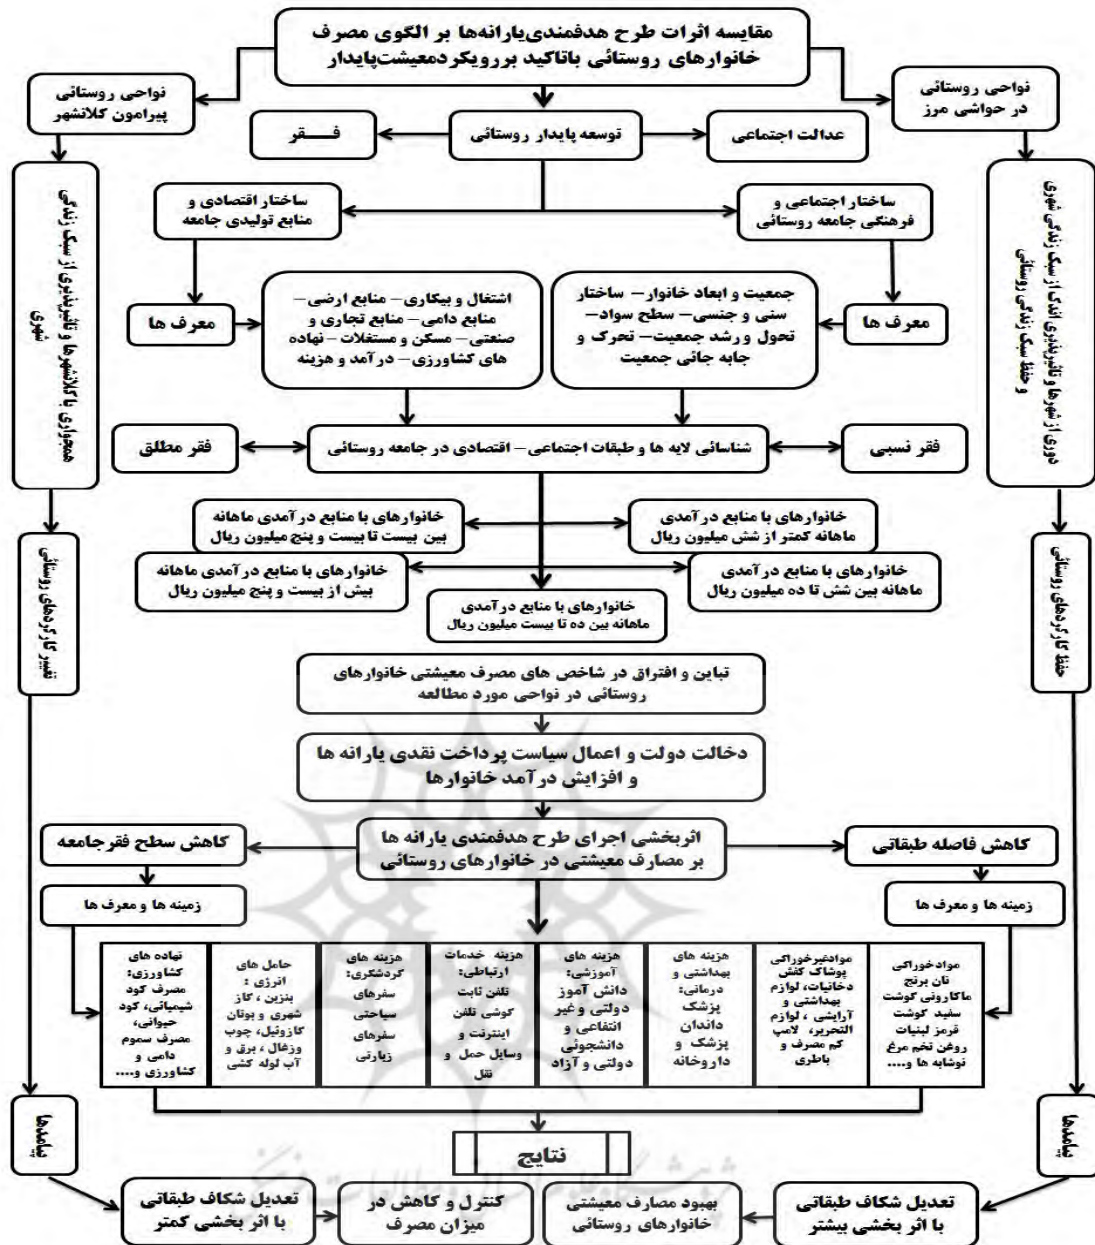 مقایسه اثرات طرح هدفمندی‌یارانه‌ها بر الگوی مصرف
خانوارهای روستائی باتاکید بررویکردمعیشت‌پایدار
نواحی روستائی
در حواشی مرز
نواحی روستائی
پیرامون کلانشهر
عدالت اجتماعی
توسعه پایدار روستائی
فـــــقر
دوری از شهرها و تاثیرپذیری اندک از سبک زندگی شهری
و حفظ سبک زندگی روستائی
همجواری با کلانشهرها و تاثیرپذیری از سبک زندگی
شهری
ساختار اجتماعی و
فرهنگی جامعه روستائی
ساختار اقتصادی و
منابع تولیدی جامعه
معرف ها
جمعیت و ابعاد خانوار– ساختار
سنی و جنسی– سطح سواد–
تحول و رشد جمعیت– تحرک و
جابه جائی جمعیت
اشتغال و بیکاری– منابع ارضی–
منابع دامی– منابع تجاری و
صنعتی– مسکن و مستغلات–نهاده
های کشاورزی– درآمد و هزینه
معرف ها
فقر نسبی
شناسائی لایه ها و طبقات اجتماعی– اقتصادی در جامعه روستائی
فقر مطلق
خانوارهای با منابع درآمدی
ماهانه کمتر از شش میلیون ریال
خانوارهای با منابع درآمدی ماهانه
بین بیست تا بیست و پنج میلیون ریال
خانوارهای با منابع درآمدی
ماهانه بین شش تا ده میلیون ریال
خانوارهای با منابع درآمدی ماهانه
بیش از بیست و پنج میلیون ریال
خانوارهای با منابع درآمدی
ماهانه بین ده تا بیست میلیون ریال
حفظ کارکردهای روستائی
تغییر کارکردهای روستائی
تباین و افتراق در شاخص های مصرف معیشتی خانوارهای
روستائی در نواحی مورد مطالعه
دخالت دولت و اعمال سیاست پرداخت نقدی یارانه ها
و افزایش درآمد خانوارها
اثربخشی اجرای طرح هدفمندی یارانه ها
بر مصارف معیشتی در خانوارهای روستائی
کاهش فاصله طبقاتی
کاهش سطح فقرجامعه
زمینه ها و معرف ها
زمینه ها و معرف ها
موادخوراکی
نان برنج
ماکارونی گوشت
سفید گوشت
قرمز لبنیات
روغن تخم مرغ
نوشابه ها و....
موادغیرخوراکی
پوشاک کفش
دخانیات، لوازم
بهداشتی و
آرایشی ، لوازم
التحریر، لامپ
کم مصرف و
باطری
هزینه های
بهداشتی و
درمانی:
پزشک
داندان
پزشک و
داروخانه
هزینه های
آموزشی:
دانش آموز
دولتی و غیر
انتفاعی و
دانشجوئی
دولتی و آزاد
هزینه خدمات
ارتباطی:
تلفن ثابت
گوشی تلفن
اینترنت و
وسایل حمل و
نقل
هزینه های
گردشگری:
سفرهای
سیاحتی
سفرهای
زیارتی
حامل های
انرژی :
بنزین ، گاز
شهری و بوتان
گازوئیل، چوب
وزغال ، برق و
آب لوله کشی
نهاده های
کشاورزی:
مصرف کود
شیمیائی، کود
حیوانی،
مصرف سموم
دامی و
کشاورزی و....
پیامدها
پیامدها
نتایج
تعدیل شکاف طبقاتی
با اثر بخشی بیشتر
بهبود مصارف معیشتی
خانوارهای روستائی
کنترل و کاهش در
میزان مصرف
تعدیل شکاف طبقاتی
با اثر بخشی کمتر
پژوهشگاه علوم انسانی و مطالعات فرهنگی